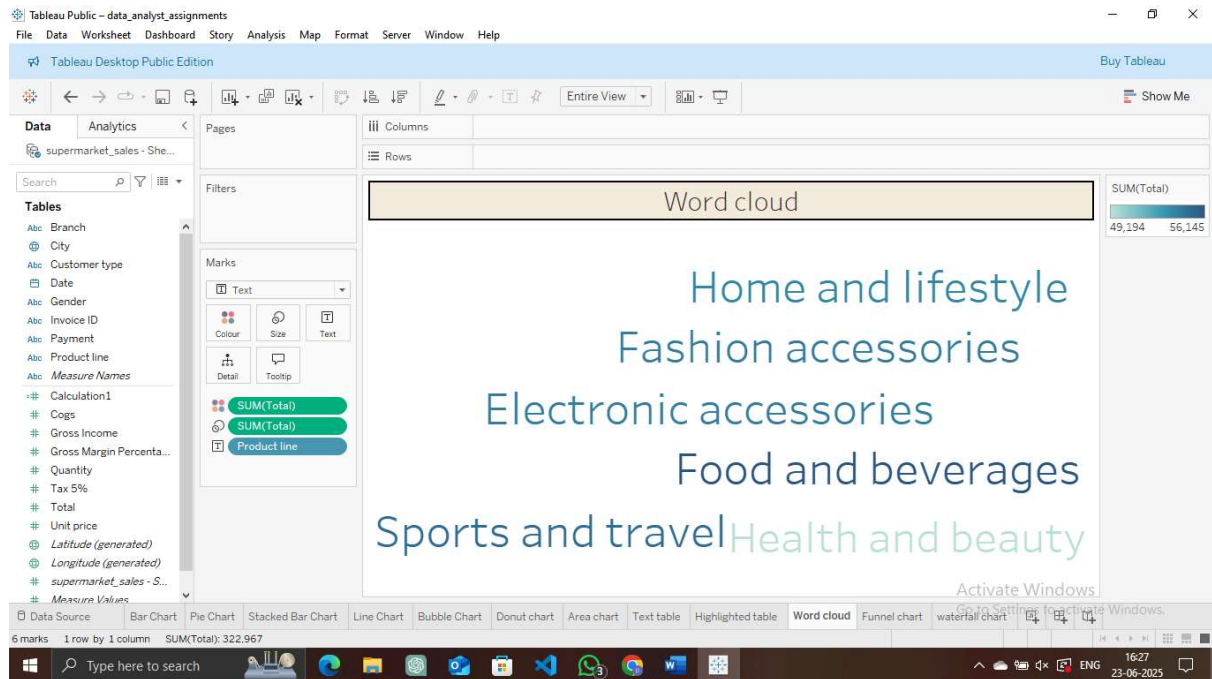 Tableau Public – data_analyst_assignments
File Data Worksheet Dashboard Story Analysis Map Format Server Window Help
Tableau Desktop Public Edition Buy Tableau
Entire View Show Me
Data Analytics
supermarket_sales - She...
Search
Tables
Abc Branch
City
Abc Customer type
Date
Abc Gender
Abc Invoice ID
Abc Payment
Abc Product line
Abc Measure Names
=# Calculation1
# Cogs
# Gross Income
# Gross Margin Percenta...
# Quantity
# Tax 5%
# Total
# Unit price
Latitude (generated)
Longitude (generated)
# supermarket_sales - S...
# Measure Values
Pages
Filters
Marks
T Text
Colour Size Text
Detail Tooltip
SUM(Total)
SUM(Total)
T Product line
Columns
Rows
Word cloud
Home and lifestyle
Fashion accessories
Electronic accessories
Food and beverages
Sports and travel Health and beauty
SUM(Total)
49,194 56,145
Activate Windows
Go to Settings to activate Windows.
Data Source Bar Chart Pie Chart Stacked Bar Chart Line Chart Bubble Chart Donut chart Area chart Text table Highlighted table Word cloud Funnel chart waterfall chart
6 marks 1 row by 1 column SUM(Total): 322,967
Type here to search
3
ENG
16:27
23-06-2025